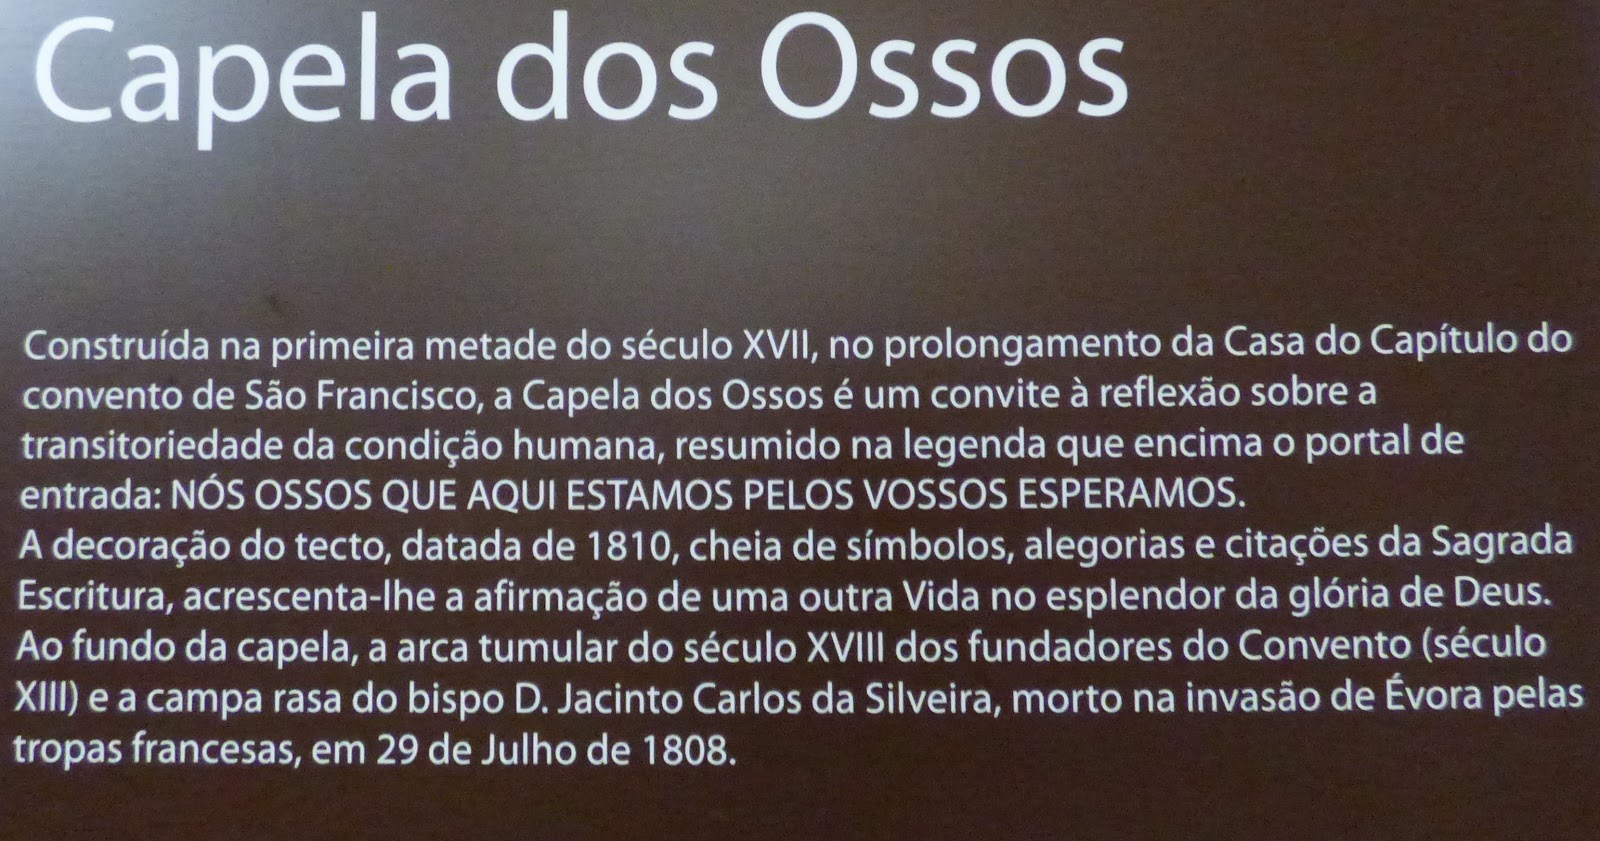 Capela dos Ossos
Construída na primeira metade do século XVII, no prolongamento da Casa do Capítulo do
convento de São Francisco, a Capela dos Ossos é um convite à reflexão sobre a
transitoriedade da condição humana, resumido na legenda que encima o portal de
entrada: NÓS OSSOS QUE AQUI ESTAMOS PELOS VOSSOS ESPERAMOS.
A decoração do tecto, datada de 1810, cheia de símbolos, alegorias e citações da Sagrada
Escritura, acrescenta-lhe a afirmação de uma outra Vida no esplendor da glória de Deus.
Ao fundo da capela, a arca tumular do século XVIII dos fundadores do Convento (século
XIII) e a campa rasa do bispo D. Jacinto Carlos da Silveira, morto na invasão de Évora pelas
tropas francesas, em 29 de Julho de 1808.